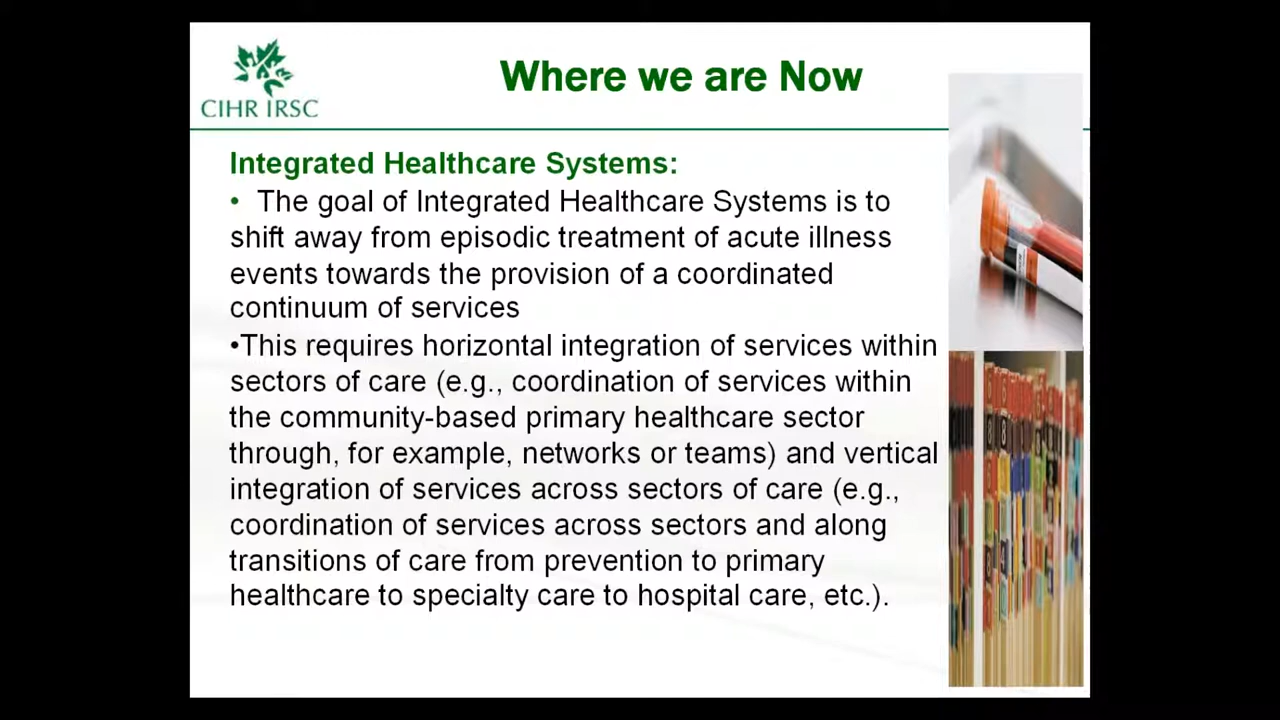 CIHR IRSC
Where we are Now
Integrated Healthcare Systems:
• The goal of Integrated Healthcare Systems is to
shift away from episodic treatment of acute illness
events towards the provision of a coordinated
continuum of services
•This requires horizontal integration of services within
sectors of care (e.g., coordination of services within
the community-based primary healthcare sector
through, for example, networks or teams) and vertical
integration of services across sectors of care (e.g.,
coordination of services across sectors and along
transitions of care from prevention to primary
healthcare to specialty care to hospital care, etc.).